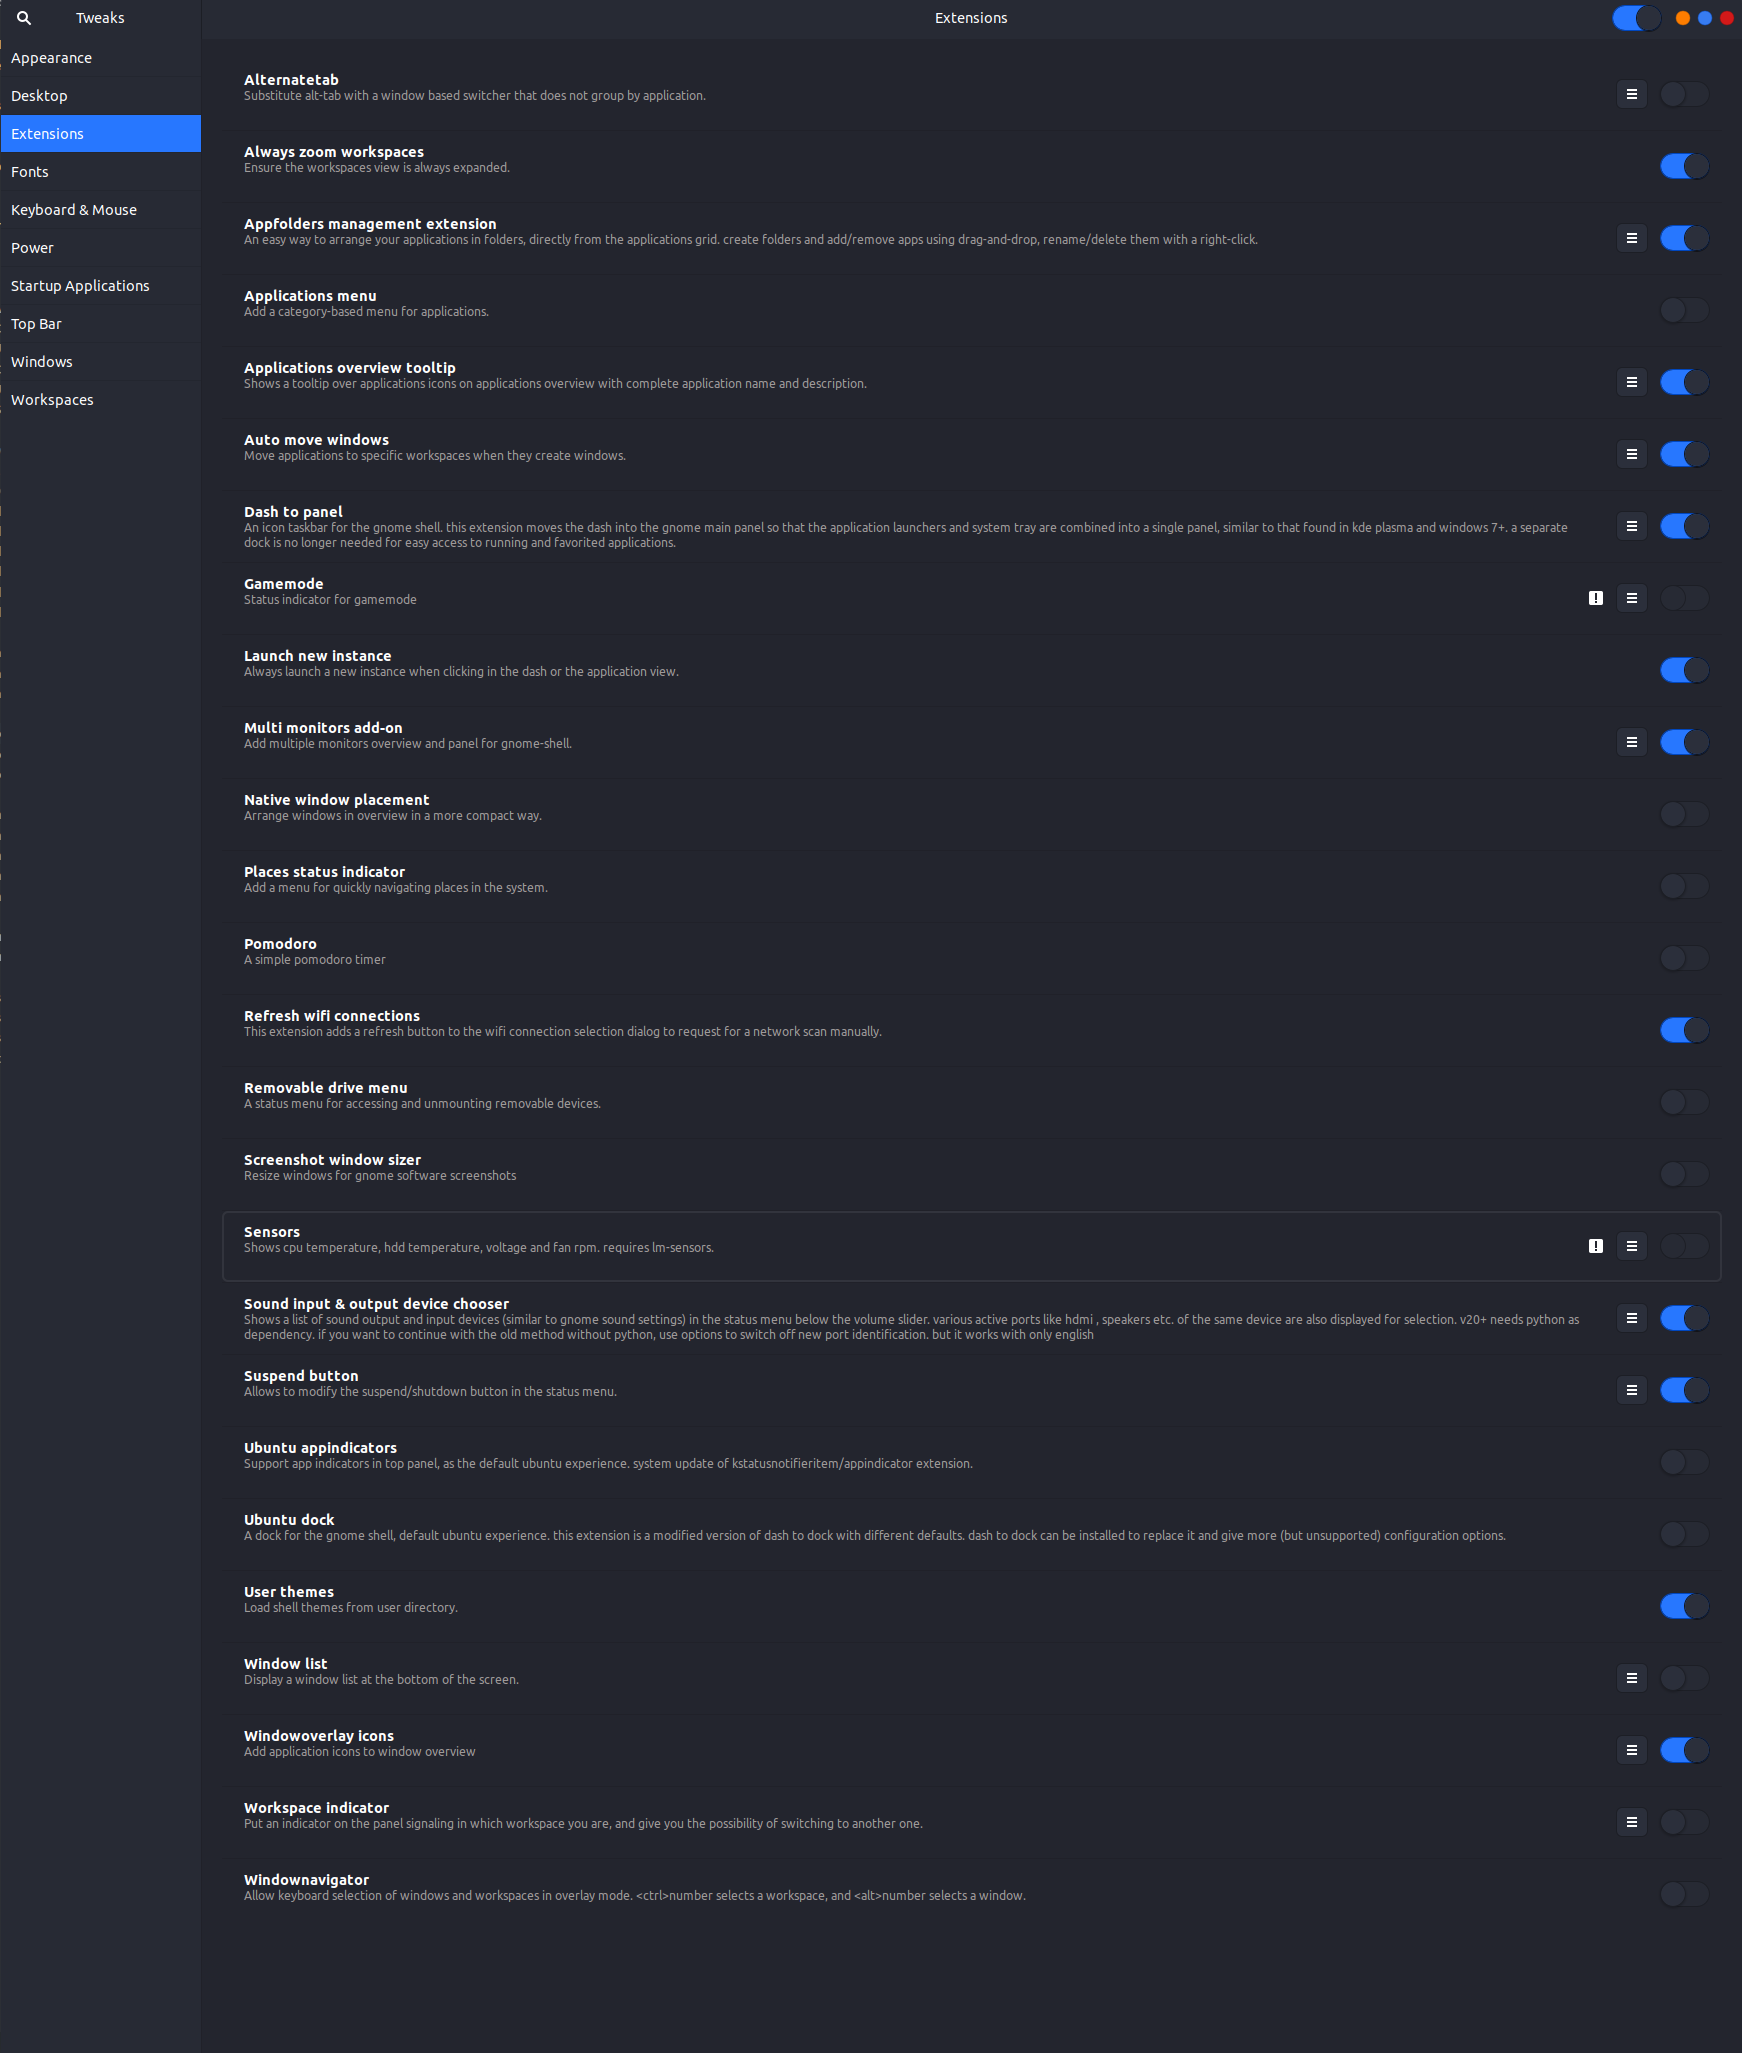 Tweaks
Extensions
Appearance
Desktop
Extensions
Fonts
Keyboard & Mouse
Power
Startup Applications
Top Bar
Windows
Workspaces
Alternatetab
Substitute alt-tab with a window based switcher that does not group by application.
Always zoom workspaces
Ensure the workspaces view is always expanded.
Appfolders management extension
An easy way to arrange your applications in folders, directly from the applications grid. create folders and add/remove apps using drag-and-drop, rename/delete them with a right-click.
Applications menu
Add a category-based menu for applications.
Applications overview tooltip
Shows a tooltip over applications icons on applications overview with complete application name and description.
Auto move windows
Move applications to specific workspaces when they create windows.
Dash to panel
An icon taskbar for the gnome shell. this extension moves the dash into the gnome main panel so that the application launchers and system tray are combined into a single panel, similar to that found in kde plasma and windows 7+. a separate
dock is no longer needed for easy access to running and favorited applications.
Gamemode
Status indicator for gamemode
Launch new instance
Always launch a new instance when clicking in the dash or the application view.
Multi monitors add-on
Add multiple monitors overview and panel for gnome-shell.
Native window placement
Arrange windows in overview in a more compact way.
Places status indicator
Add a menu for quickly navigating places in the system.
Pomodoro
A simple pomodoro timer
Refresh wifi connections
This extension adds a refresh button to the wifi connection selection dialog to request for a network scan manually.
Removable drive menu
A status menu for accessing and unmounting removable devices.
Screenshot window sizer
Resize windows for gnome software screenshots
Sensors
Shows cpu temperature, hdd temperature, voltage and fan rpm. requires lm-sensors.
Sound input & output device chooser
Shows a list of sound output and input devices (similar to gnome sound settings) in the status menu below the volume slider. various active ports like hdmi , speakers etc. of the same device are also displayed for selection. v20+ needs python as
dependency. if you want to continue with the old method without python, use options to switch off new port identification. but it works with only english
Suspend button
Allows to modify the suspend/shutdown button in the status menu.
Ubuntu appindicators
Support app indicators in top panel, as the default ubuntu experience. system update of kstatusnotifieritem/appindicator extension.
Ubuntu dock
A dock for the gnome shell, default ubuntu experience. this extension is a modified version of dash to dock with different defaults. dash to dock can be installed to replace it and give more (but unsupported) configuration options.
User themes
Load shell themes from user directory.
Window list
Display a window list at the bottom of the screen.
Windowoverlay icons
Add application icons to window overview
Workspace indicator
Put an indicator on the panel signaling in which workspace you are, and give you the possibility of switching to another one.
Windownavigator
Allow keyboard selection of windows and workspaces in overlay mode. <ctrl>number selects a workspace, and <alt>number selects a window.